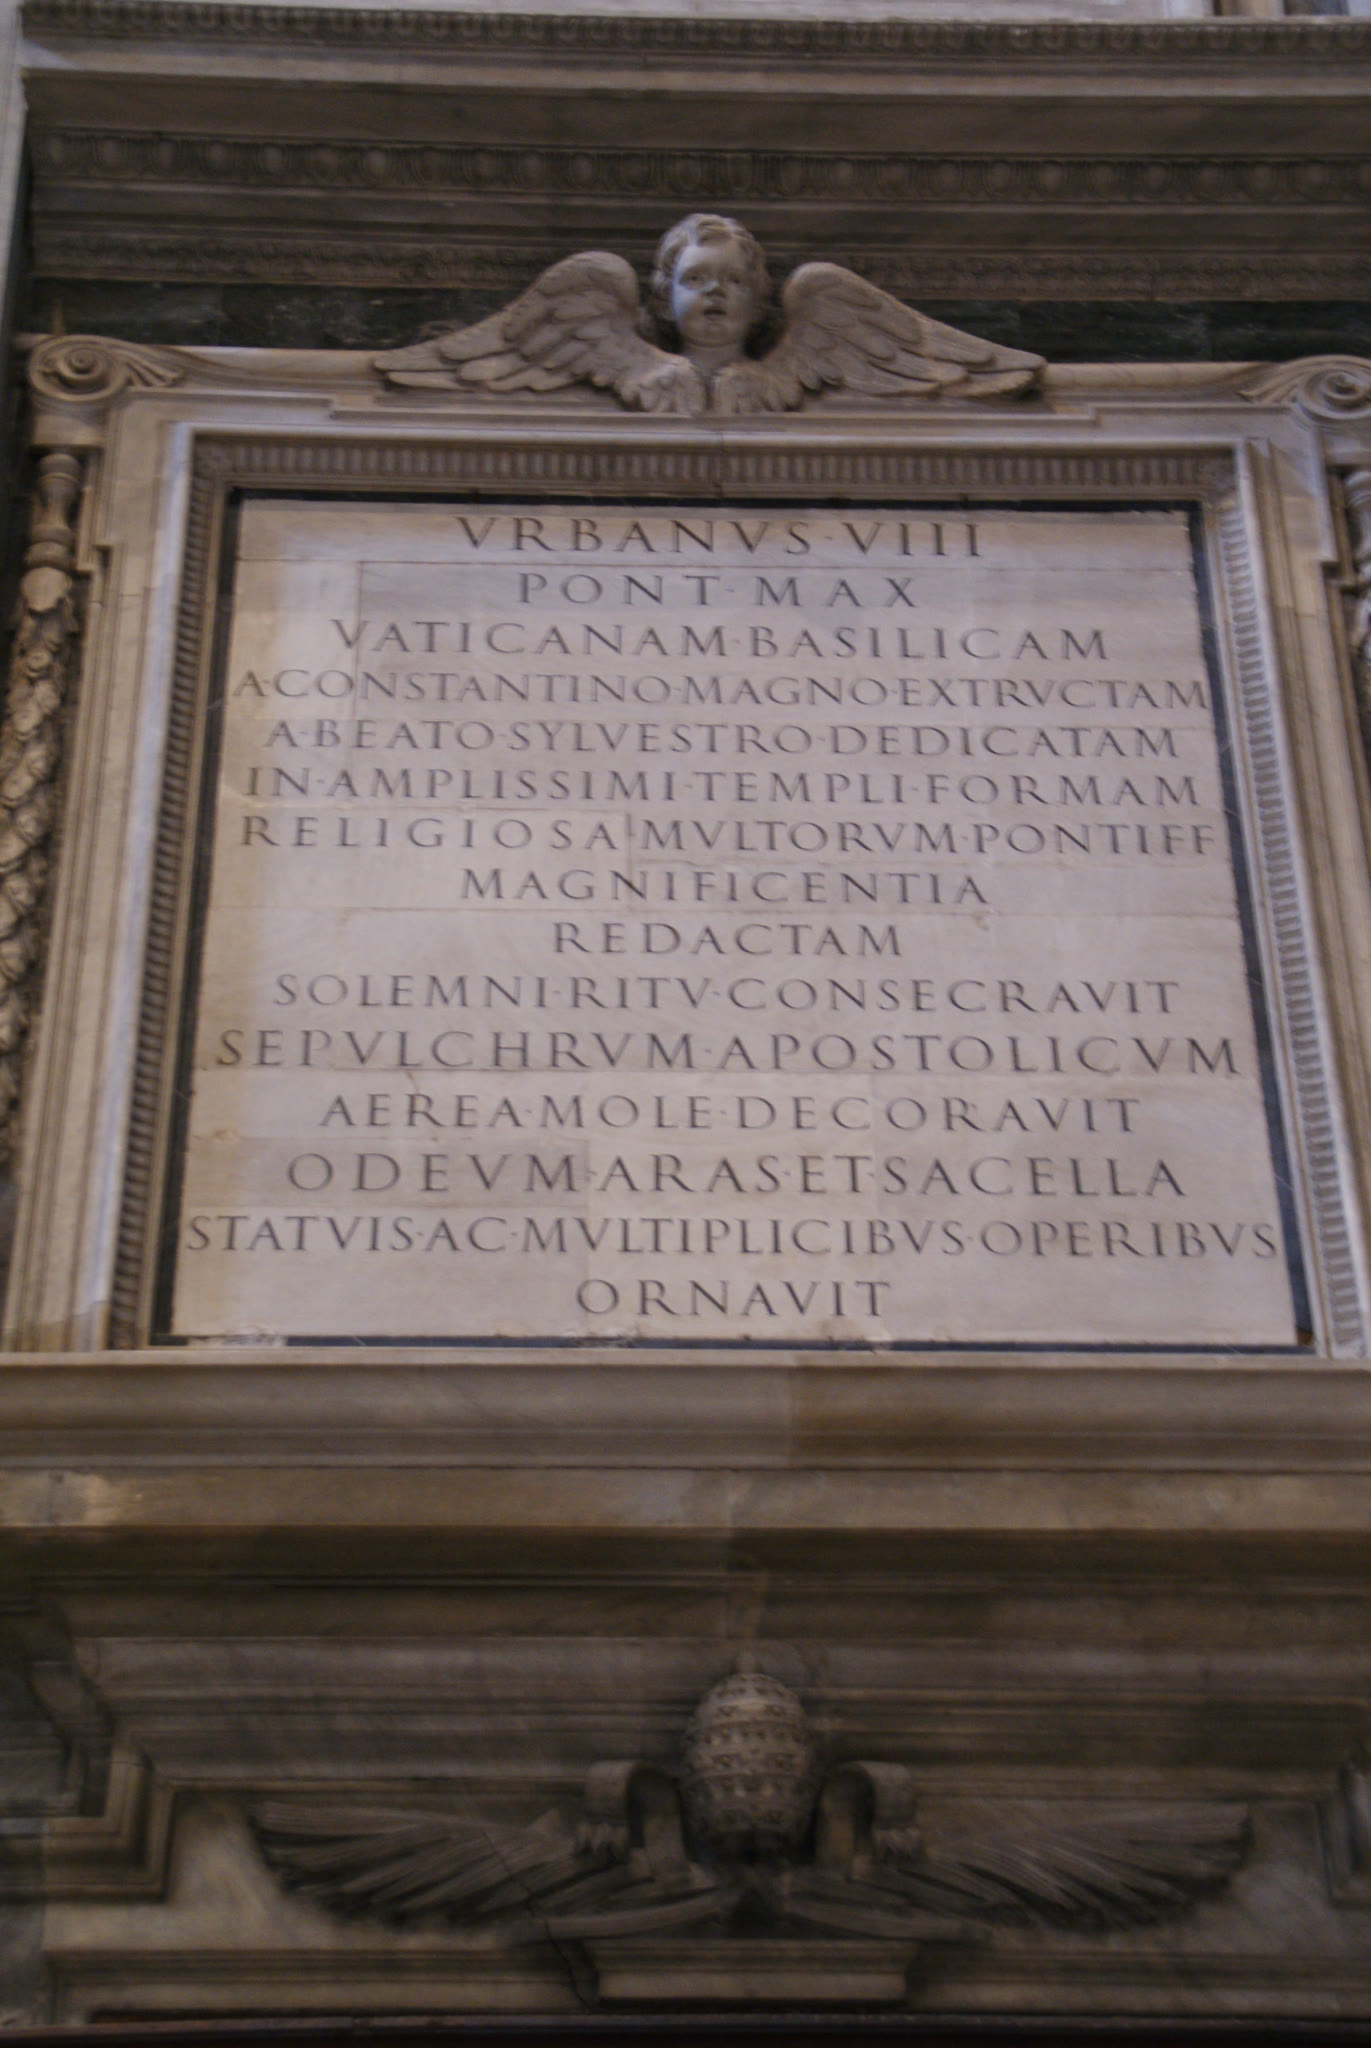 VRBANVS·VIII
PONT·MAX
VATICANAM·BASILICAM
A·CONSTANTINO·MAGNO·EXTRVCTAM
A·BEATO·SYLVESTRO·DEDICATAM
IN·AMPLISSIMI·TEMPLI·FORMAM
RELIGIOSA·MVLTORVM·PONTIFF
MAGNIFICENTIA
REDACTAM
SOLEMNI·RITV·CONSECRAVIT
SEPVLCHRVM·APOSTOLICVM
AEREA·MOLE·DECORAVIT
ODEVM·ARAS·ET·SACELLA
STATVIS·AC·MVLTIPLICIBVS·OPERIBVS
ORNAVIT